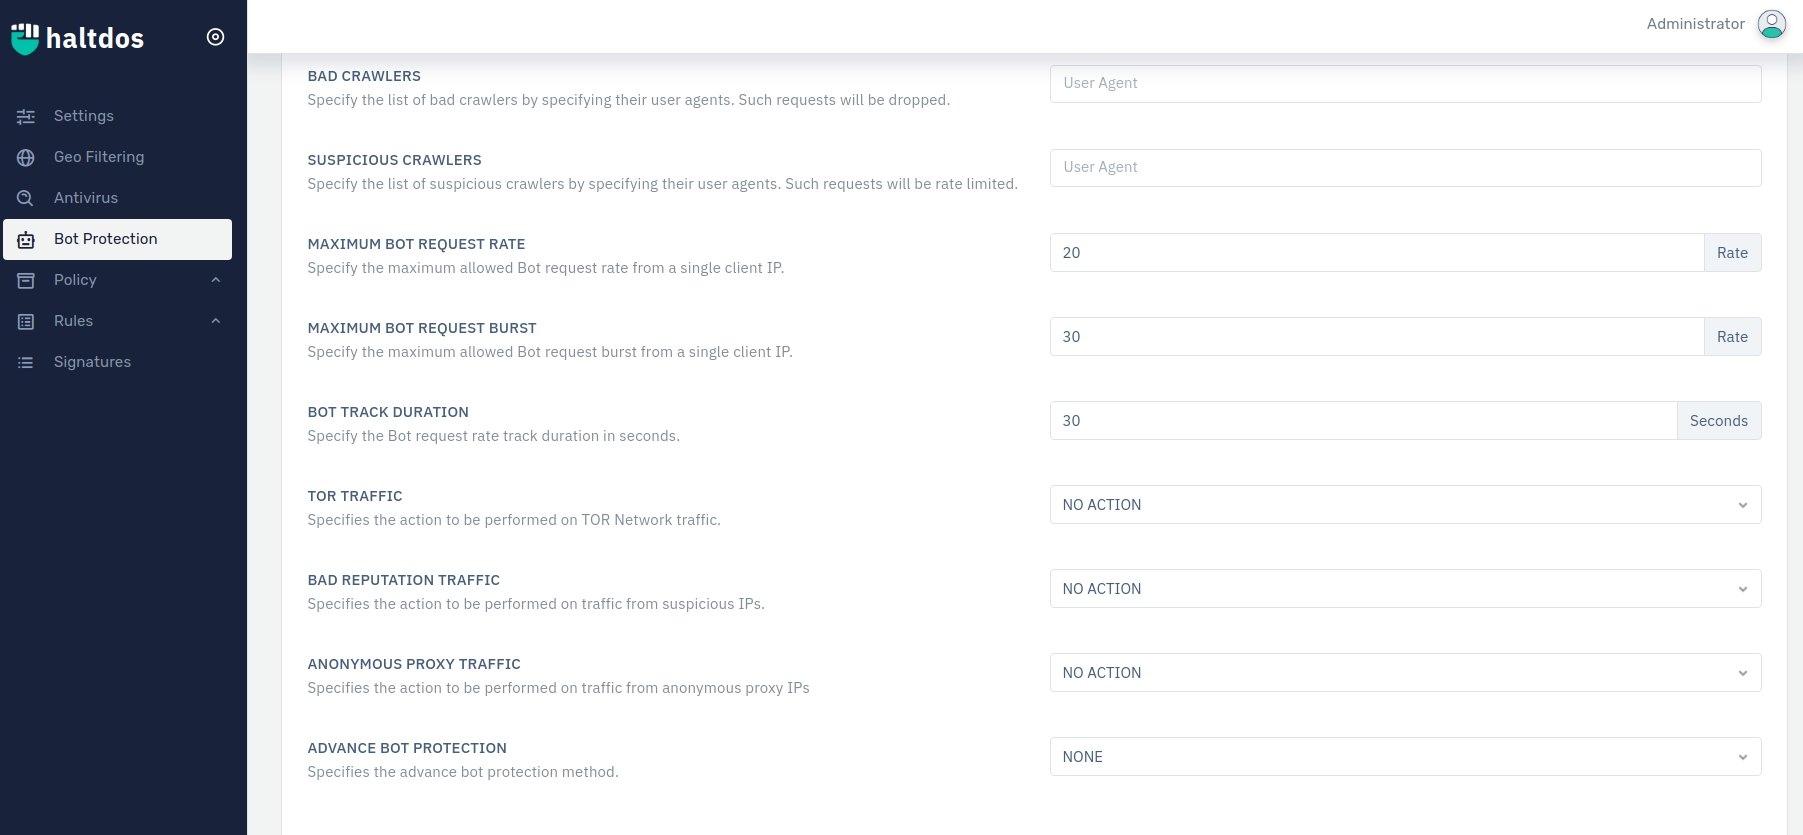 haltdos
Administrator
Settings
Geo Filtering
Antivirus
Bot Protection
Policy
Rules
Signatures
BAD CRAWLERS
Specify the list of bad crawlers by specifying their user agents. Such requests will be dropped.
User Agent
SUSPICIOUS CRAWLERS
Specify the list of suspicious crawlers by specifying their user agents. Such requests will be rate limited.
User Agent
MAXIMUM BOT REQUEST RATE
Specify the maximum allowed Bot request rate from a single client IP.
20 Rate
MAXIMUM BOT REQUEST BURST
Specify the maximum allowed Bot request burst from a single client IP.
30 Rate
BOT TRACK DURATION
Specify the Bot request rate track duration in seconds.
30 Seconds
TOR TRAFFIC
Specifies the action to be performed on TOR Network traffic.
NO ACTION
BAD REPUTATION TRAFFIC
Specifies the action to be performed on traffic from suspicious IPs.
NO ACTION
ANONYMOUS PROXY TRAFFIC
Specifies the action to be performed on traffic from anonymous proxy IPs
NO ACTION
ADVANCE BOT PROTECTION
Specifies the advance bot protection method.
NONE